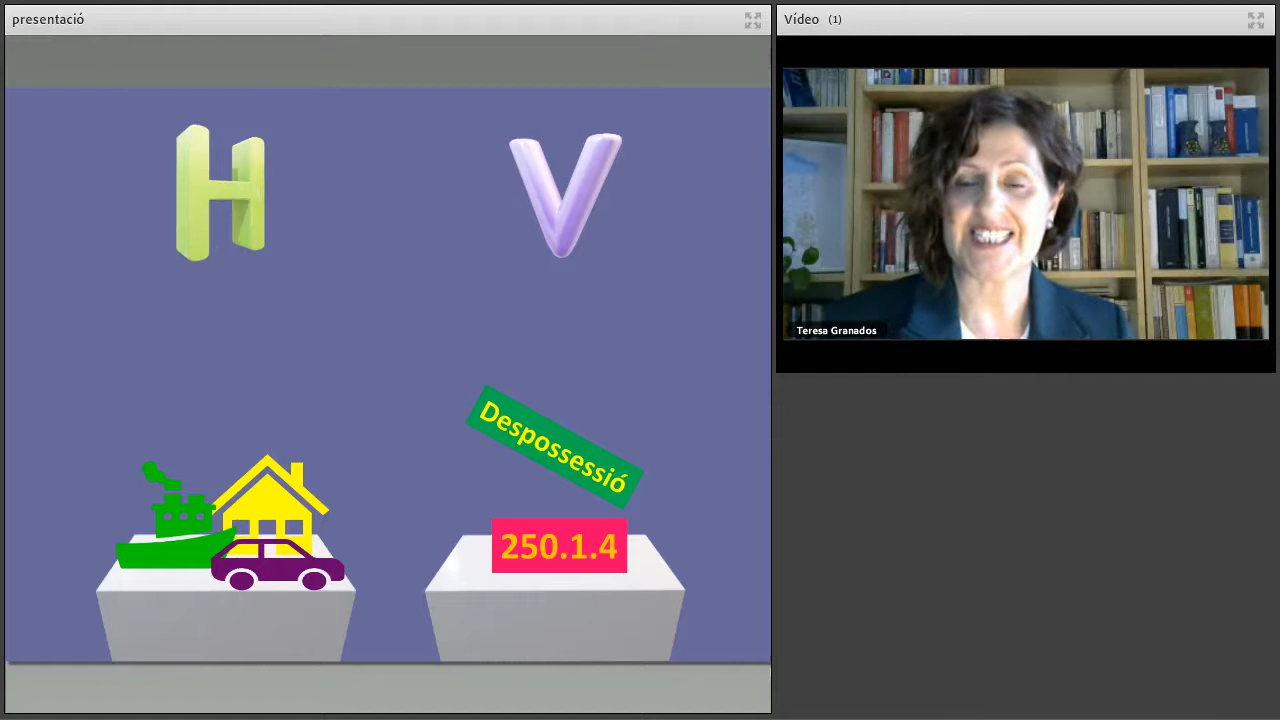 presentació
Vídeo (1)
H
V
Despossessió
250.1.4
Teresa Granados